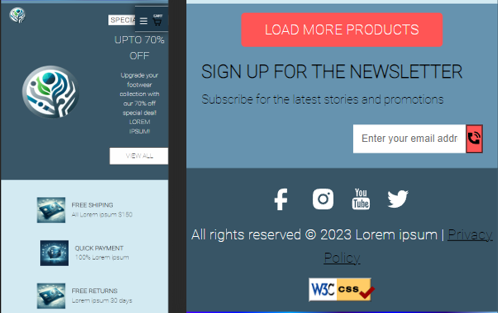 SPECIA
CART
UPTO 70%
OFF
Upgrade your
footwear
collection with
our 70% off
special deal!
LOREM
IPSUM!
VIEW ALL
FREE SHIPING
All Lorem ipsum $150
QUICK PAYMENT
100% Lorem ipsum
FREE RETURNS
Lorem ipsum 30 days
LOAD MORE PRODUCTS
SIGN UP FOR THE NEWSLETTER
Subscribe for the latest stories and promotions
Enter your email addr
You
Tube
All rights reserved © 2023 Lorem ipsum | Privacy
Policy
W3C css